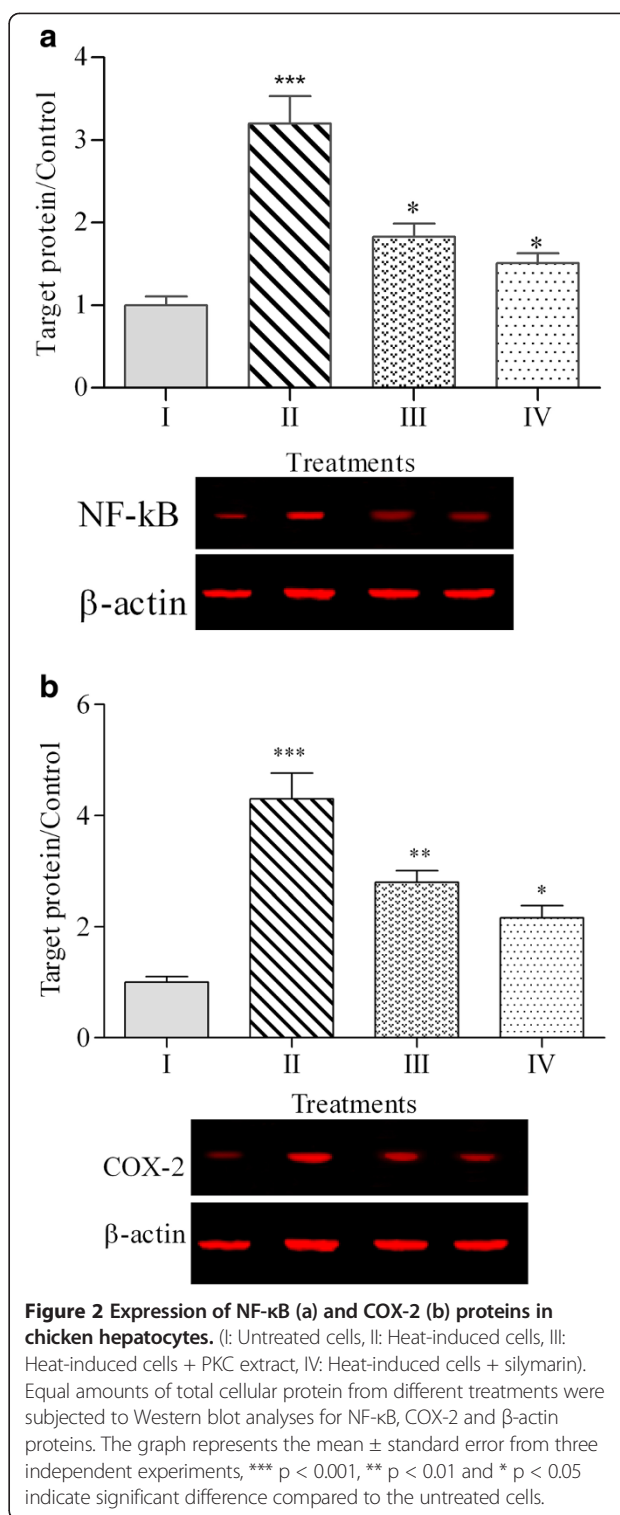 a
4
***
3
*
*
2
1
0
Target protein/Control
I II III IV
Treatments
NF-kB
β-actin
b
6
***
4
**
*
2
0
Target protein/Control
I II III IV
Treatments
COX-2
β-actin
Figure 2 Expression of NF-κB (a) and COX-2 (b) proteins in
chicken hepatocytes. (I: Untreated cells, II: Heat-induced cells, III:
Heat-induced cells + PKC extract, IV: Heat-induced cells + silymarin).
Equal amounts of total cellular protein from different treatments were
subjected to Western blot analyses for NF-κB, COX-2 and β-actin
proteins. The graph represents the mean ± standard error from three
independent experiments, *** p < 0.001, ** p < 0.01 and * p < 0.05
indicate significant difference compared to the untreated cells.